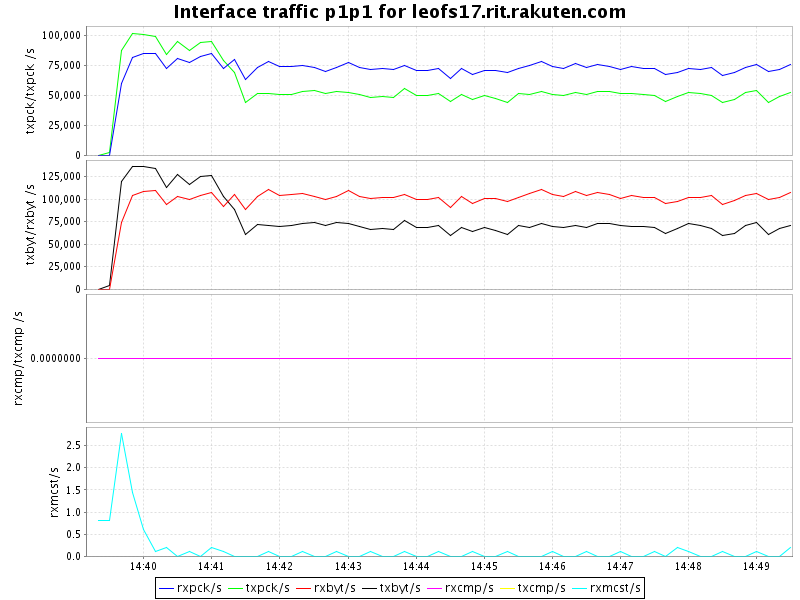 Interface traffic p1p1 for leofs17.rit.rakuten.com
txpck/txpck /s
100,000
75,000
50,000
25,000
0
txbyt/rxbyt /s
125,000
100,000
75,000
50,000
25,000
0
rxcmp/txcmp /s
0.0000000
rxmcst/s
2.5
2.0
1.5
1.0
0.5
0.0
14:40 14:41 14:42 14:43 14:44 14:45 14:46 14:47 14:48 14:49
rxpck/s txpck/s rxbyt/s txbyt/s rxcmp/s txcmp/s rxmcst/s